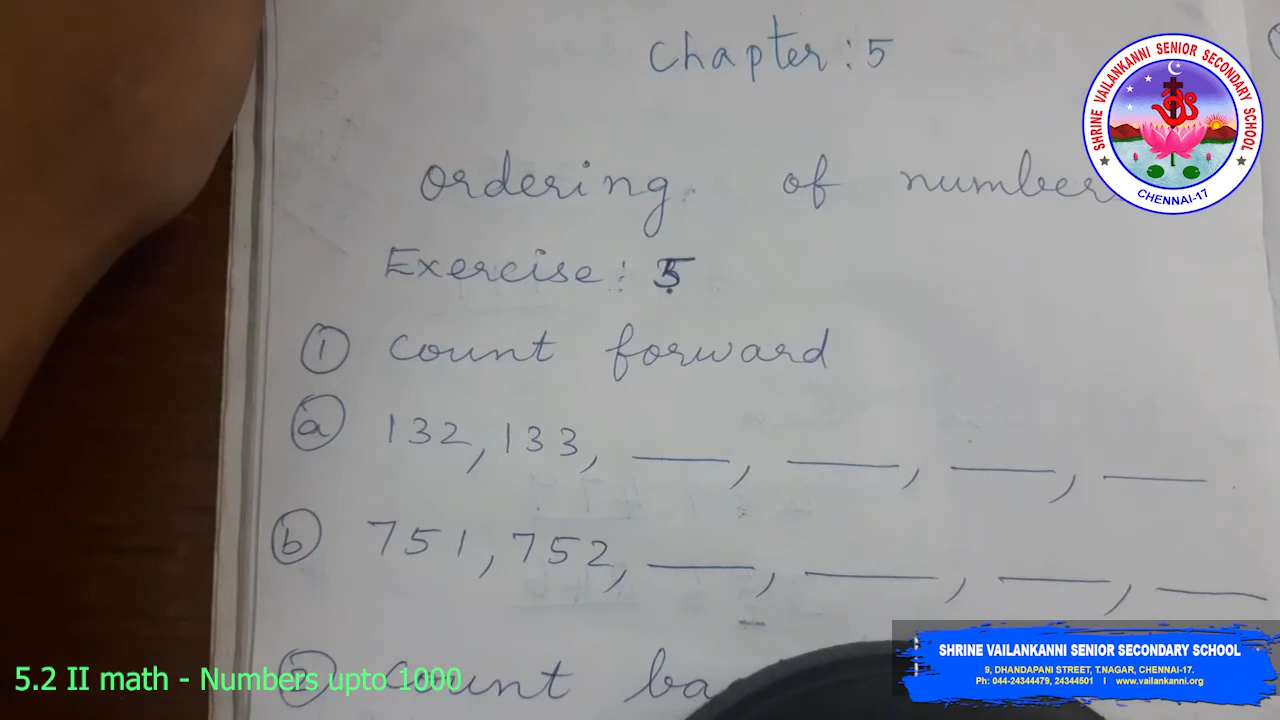 Chapter : 5
SHRINE VAILANKANNI SENIOR SECONDARY SCHOOL
CHENNAI-17
Ordering of number
Exercise : 5
1 Count forward
a 132, 133, ___, ___, ___, ___
b 751, 752, ___, ___, ___, ___
2 Count ba
5.2 II math - Numbers upto 1000
SHRINE VAILANKANNI SENIOR SECONDARY SCHOOL
9, DHANDAPANI STREET, T.NAGAR, CHENNAI-17.
Ph: 044-24344479, 24344501 I www.vailankanni.org